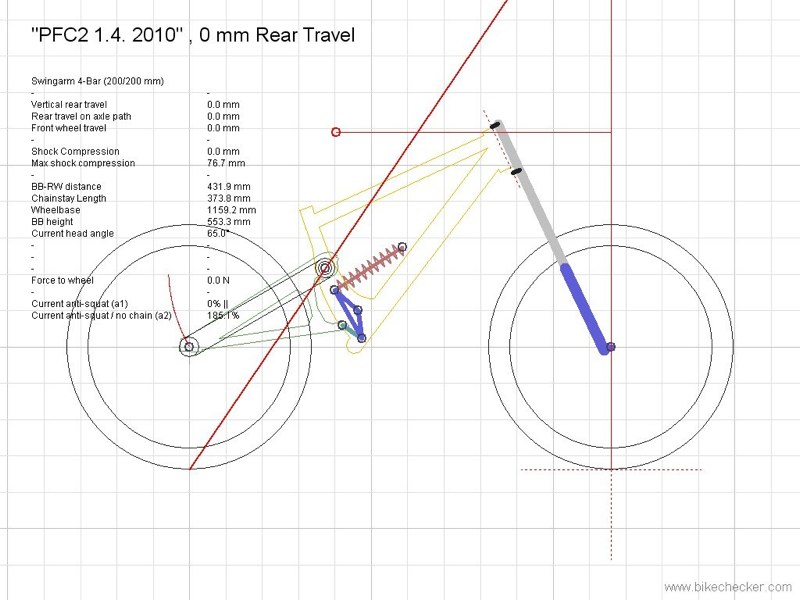 "PFC2 1.4. 2010" , 0 mm Rear Travel
Swingarm 4-Bar (200/200 mm) -
- -
Vertical rear travel 0.0 mm
Rear travel on axle path 0.0 mm
Front wheel travel 0.0 mm
- -
Shock Compression 0.0 mm
Max shock compression 76.7 mm
- -
BB-RW distance 431.9 mm
Chainstay Length 373.8 mm
Wheelbase 1159.2 mm
BB height 553.3 mm
Current head angle 65.0°
- -
- -
- -
Force to wheel 0.0 N
- -
Current anti-squat (a1) 0% ||
Current anti-squat / no chain (a2) 185.1%
www.bikechecker.com